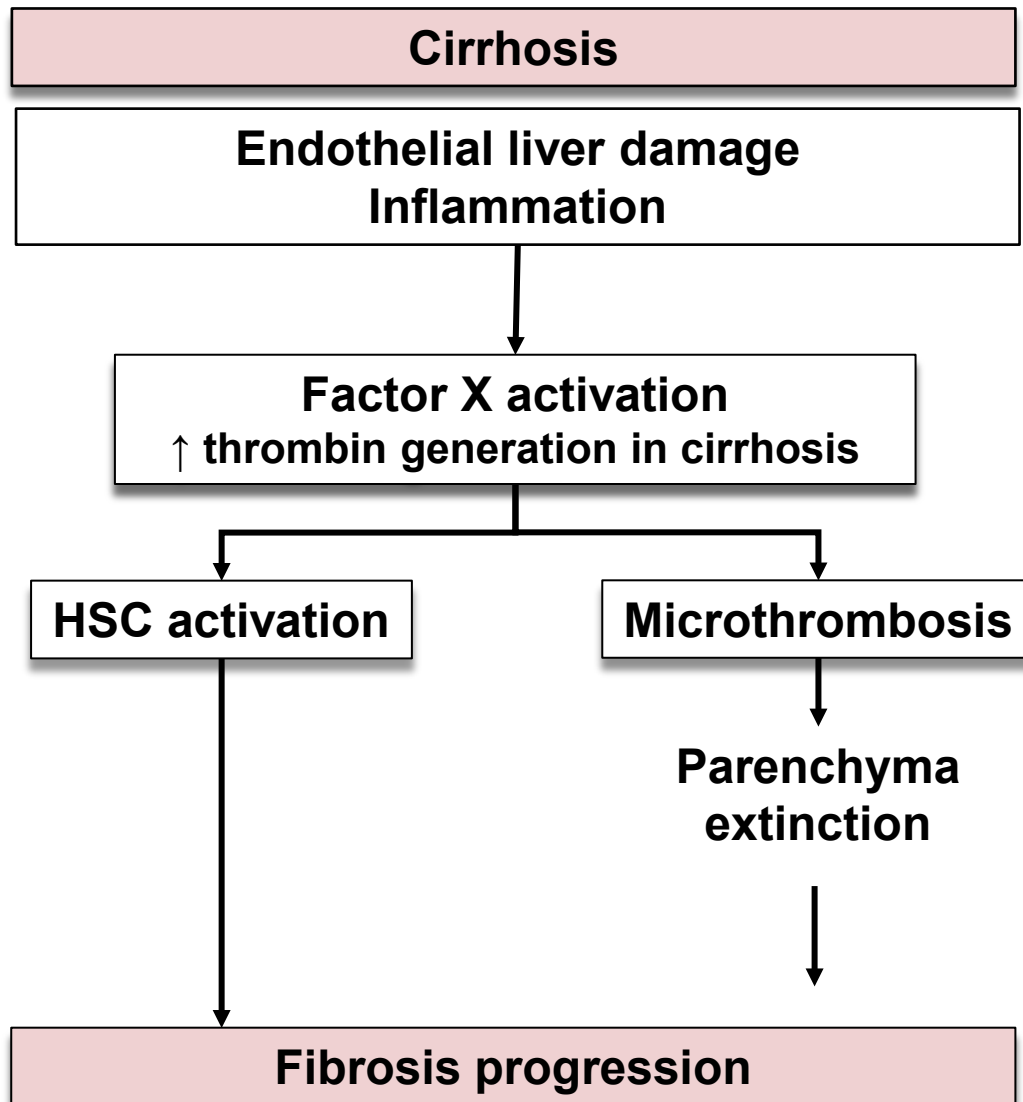 Cirrhosis
Endothelial liver damage
Inflammation
Factor X activation
↑ thrombin generation in cirrhosis
HSC activation
Microthrombosis
Parenchyma
extinction
Fibrosis progression